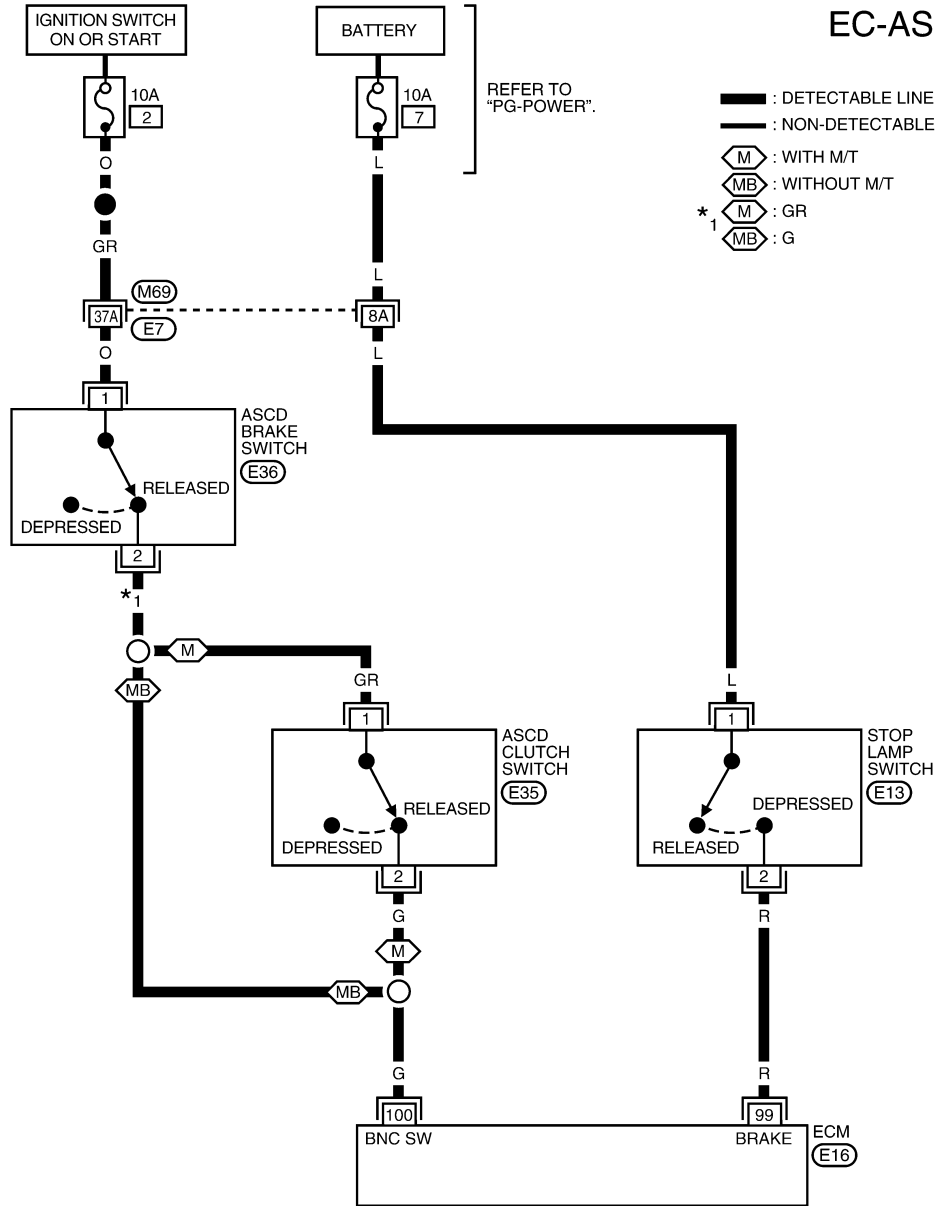 EC-AS
IGNITION SWITCH
ON OR START
BATTERY
10A
2
10A
7
REFER TO
"PG-POWER".
: DETECTABLE LINE
: NON-DETECTABLE
M : WITH M/T
MB : WITHOUT M/T
*1 M : GR
MB : G
O
L
GR
L
M69
37A
8A
E7
O
L
1
ASCD
BRAKE
SWITCH
E36
RELEASED
DEPRESSED
2
*1
M
MB
GR
L
1
ASCD
CLUTCH
SWITCH
E35
RELEASED
DEPRESSED
2
1
STOP
LAMP
SWITCH
E13
DEPRESSED
RELEASED
2
G
R
M
MB
G
R
100
99
BNC SW
BRAKE
ECM
E16